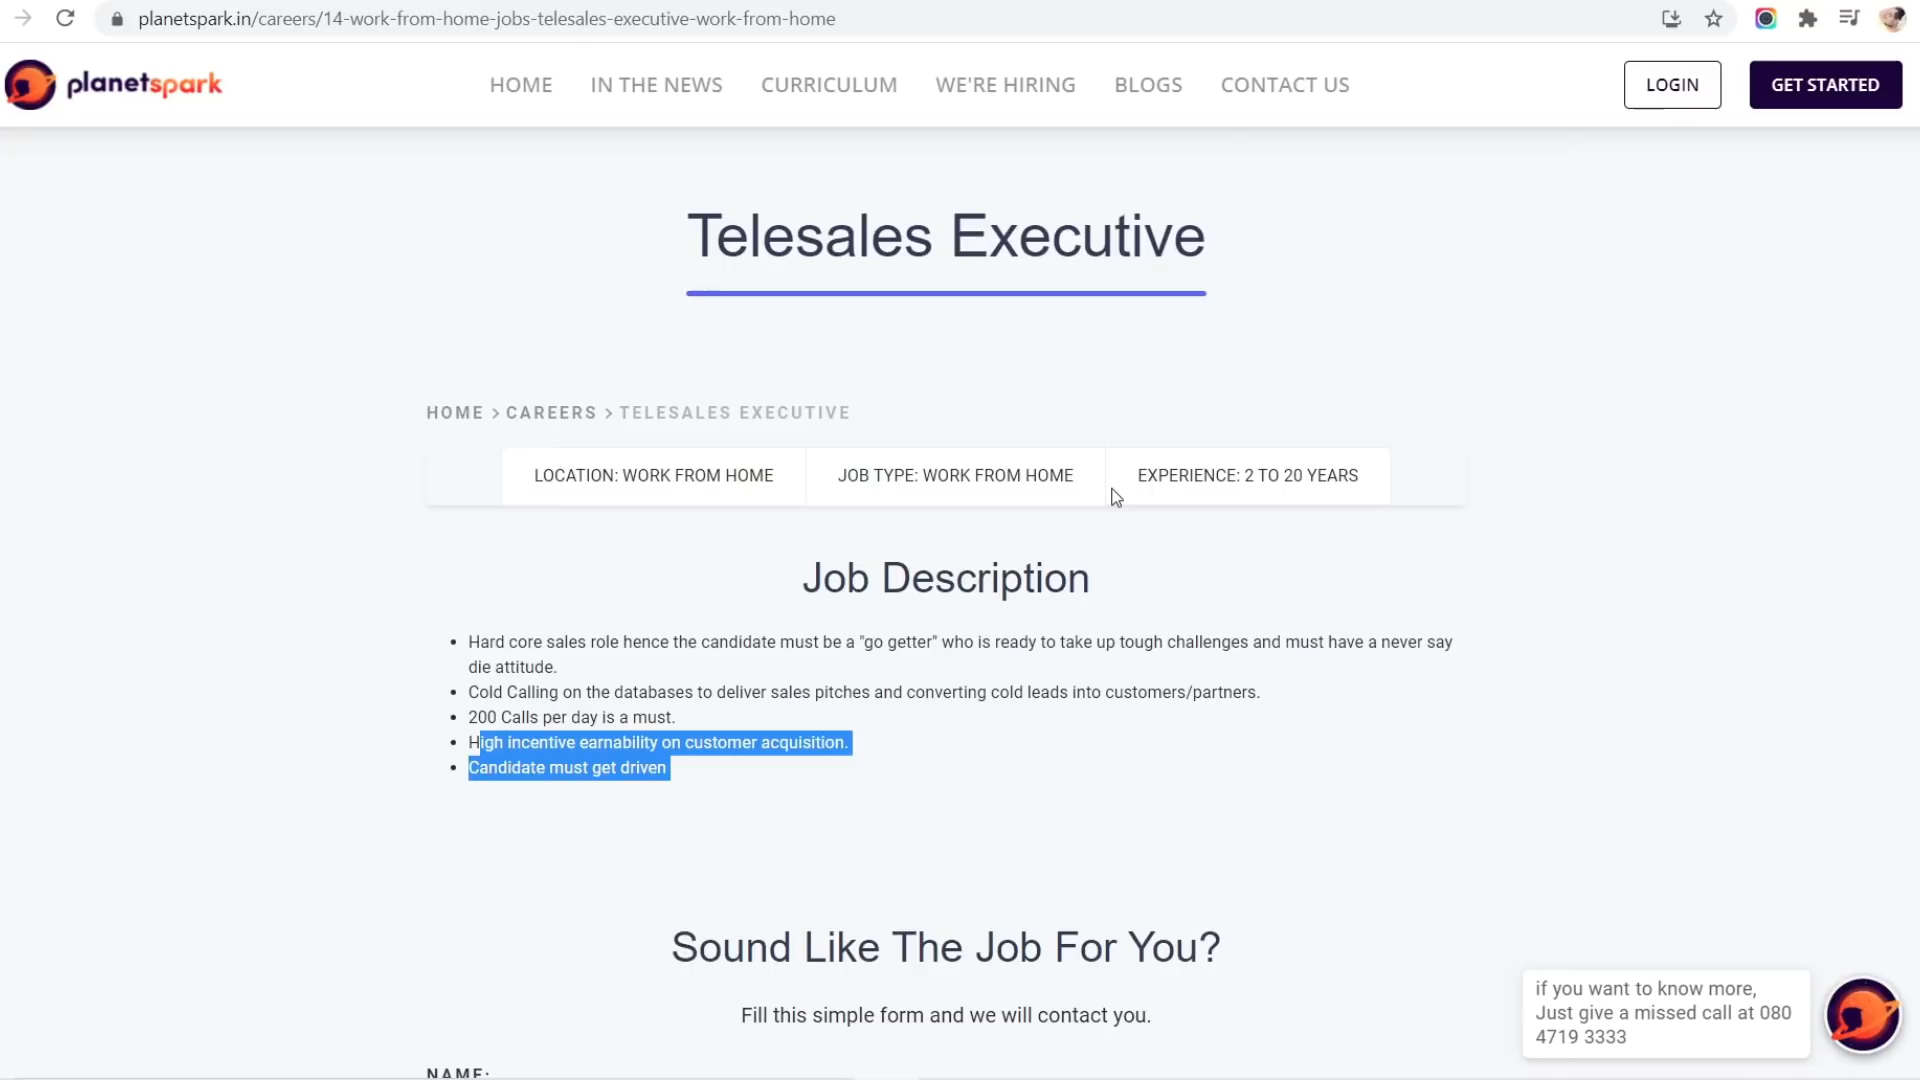 planetspark.in/careers/14-work-from-home-jobs-telesales-executive-work-from-home
planetspark
HOME
IN THE NEWS
CURRICULUM
WE'RE HIRING
BLOGS
CONTACT US
LOGIN
GET STARTED
Telesales Executive
HOME > CAREERS > TELESALES EXECUTIVE
LOCATION: WORK FROM HOME
JOB TYPE: WORK FROM HOME
EXPERIENCE: 2 TO 20 YEARS
Job Description
Hard core sales role hence the candidate must be a "go getter" who is ready to take up tough challenges and must have a never say
die attitude.
Cold Calling on the databases to deliver sales pitches and converting cold leads into customers/partners.
200 Calls per day is a must.
High incentive earnability on customer acquisition.
Candidate must get driven
Sound Like The Job For You?
Fill this simple form and we will contact you.
if you want to know more,
Just give a missed call at 080
4719 3333
NAME: